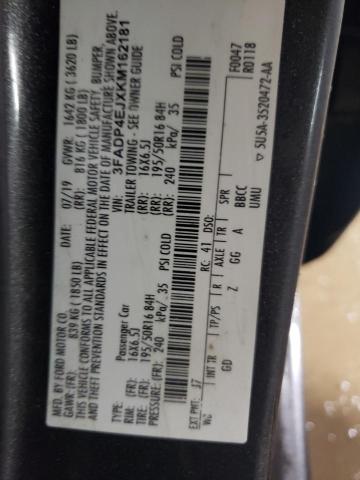 MFD. BY FORD MOTOR CO.
DATE: 07/19 GVWR: 1642 KG ( 3620 LB)
GAWR: (FR): 839 KG (1850 LB) (RR): 816 KG (1800 LB)
THIS VEHICLE CONFORMS TO ALL APPLICABLE FEDERAL MOTOR VEHICLE SAFETY, BUMPER,
AND THEFT PREVENTION STANDARDS IN EFFECT ON THE DATE OF MANUFACTURE SHOWN ABOVE.
VIN: 3FADP4EJXKM162181
TYPE: Passenger Car TRAILER TOWING - SEE OWNER GUIDE
RIM: (FR) 16X6.5J (RR): 16X6.5J
TIRE: (FR) 195/50R16 84H (RR): 195/50R16 84H
PRESSURE: (FR) 240 kPa/ 35 PSI COLD (RR): 240 kPa/ 35 PSI COLD
EXT PNT: J7 RC: 41 DSO: F0047
R0118
WB INT TR TP/PS R AXLE TR SPR
GD Z GG A BBCC
UMU
▽ SU5A-3520472-AA